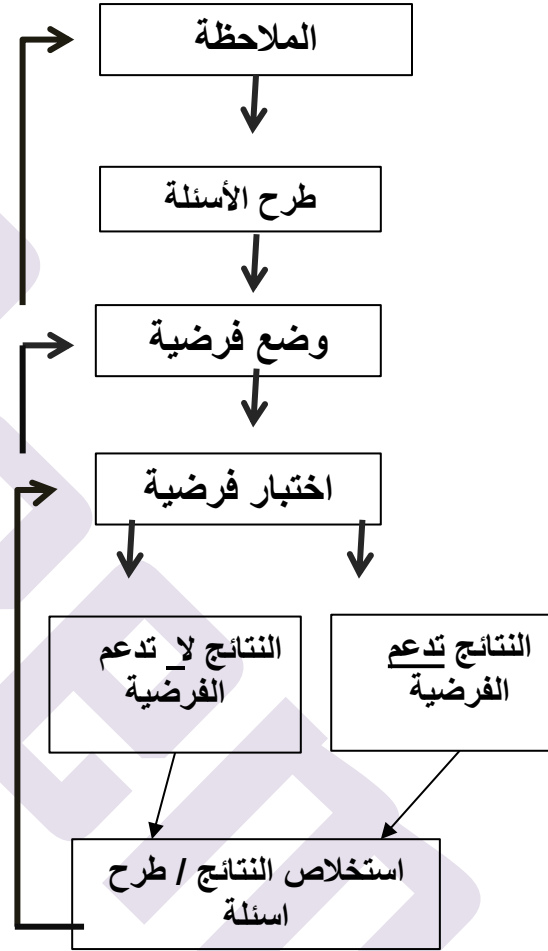 الملاحظة
طرح الأسئلة
وضع فرضية
اختبار فرضية
النتائج تدعم
الفرضية
النتائج لا تدعم
الفرضية
استخلاص النتائج / طرح
اسئلة